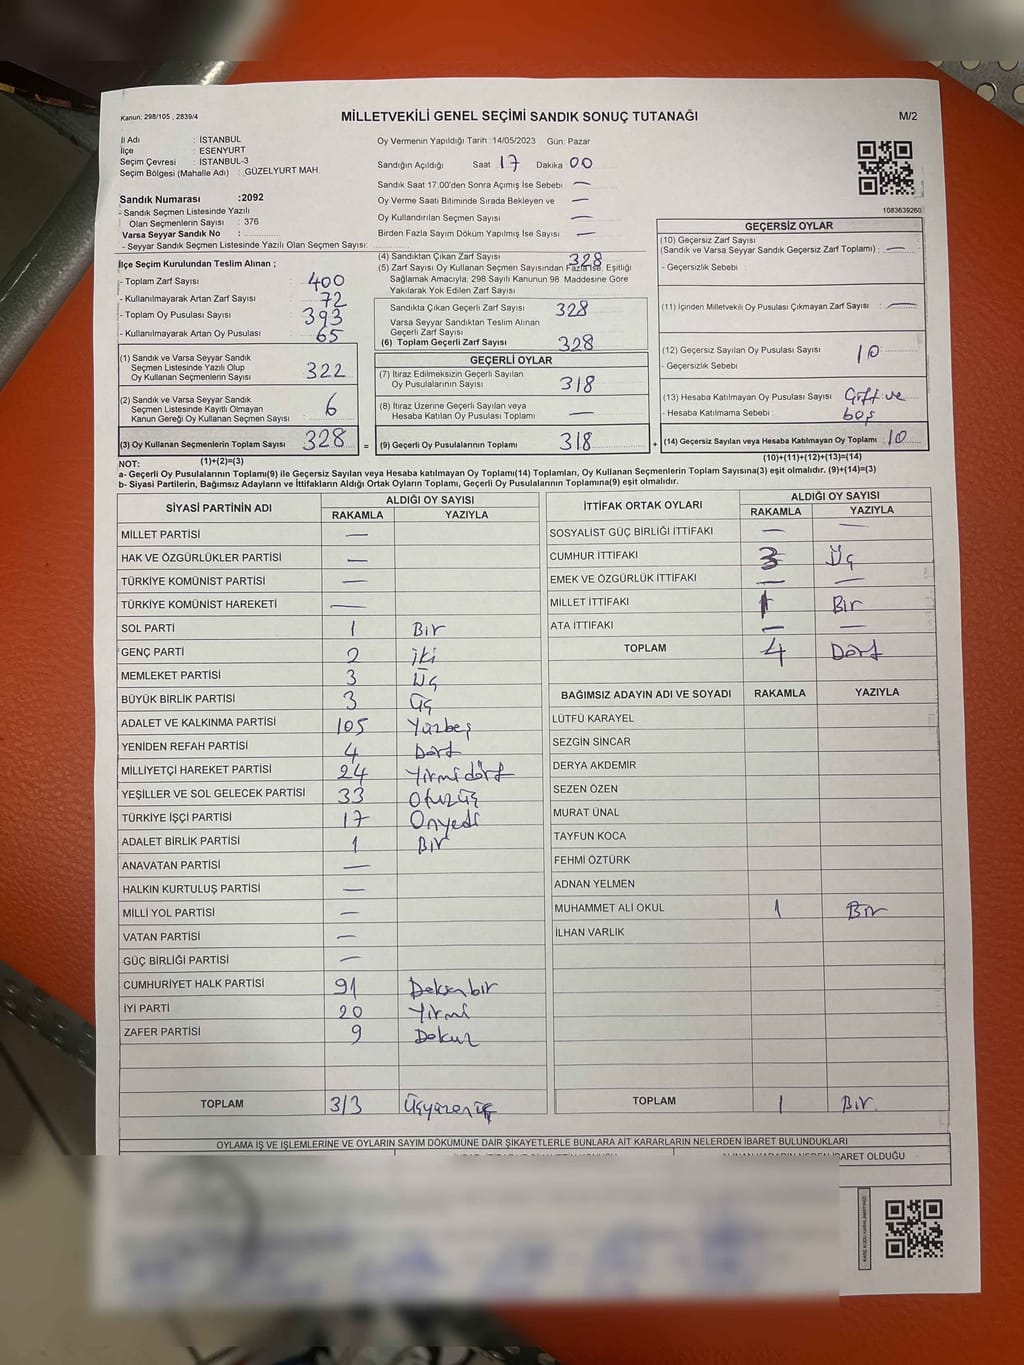 Kanun: 298/105 , 2839/4
MİLLETVEKİLİ GENEL SEÇİMİ SANDIK SONUÇ TUTANAĞI
M/2
İl Adı : İSTANBUL
İlçe : ESENYURT
Seçim Çevresi : İSTANBUL-3
Seçim Bölgesi (Mahalle Adı) : GÜZELYURT MAH.
Oy Vermenin Yapıldığı Tarih :14/05/2023 Gün Pazar
Sandığın Açıldığı Saat 17 Dakika 00
Sandık Saat 17.00'den Sonra Açımış İse Sebebi —
Oy Verme Saati Bitiminde Sırada Bekleyen ve —
Oy Kullandırılan Seçmen Sayısı —
Birden Fazla Sayım Döküm Yapılmış İse Sayısı —
1083639260
Sandık Numarası :2092
- Sandık Seçmen Listesinde Yazılı
Olan Seçmenlerin Sayısı : 376
Varsa Seyyar Sandık No :
- Seyyar Sandık Seçmen Listesinde Yazılı Olan Seçmen Sayısı:
İlçe Seçim Kurulundan Teslim Alınan ;
- Toplam Zarf Sayısı : 400
- Kullanılmayarak Artan Zarf Sayısı : 72
- Toplam Oy Pusulası Sayısı : 393
- Kullanılmayarak Artan Oy Pusulası : 65
(1) Sandık ve Varsa Seyyar Sandık
Seçmen Listesinde Yazılı Olup
Oy Kullanan Seçmenlerin Sayısı 322
(2) Sandık ve Varsa Seyyar Sandık
Seçmen Listesinde Kayıtlı Olmayan
Kanun Gereği Oy Kullanan Seçmen Sayısı 6
(3) Oy Kullanan Seçmenlerin Toplam Sayısı 328 =
(1)+(2)=(3)
(4) Sandıktan Çıkan Zarf Sayısı 328
(5) Zarf Sayısı Oy Kullanan Seçmen Sayısından Fazla İse, Eşitliği
Sağlamak Amacıyla, 298 Sayılı Kanunun 98. Maddesine Göre
Yakılarak Yok Edilen Zarf Sayısı
Sandıkta Çıkan Geçerli Zarf Sayısı 328
Varsa Seyyar Sandıktan Teslim Alınan
Geçerli Zarf Sayısı
(6) Toplam Geçerli Zarf Sayısı 328
GEÇERLİ OYLAR
(7) İtiraz Edilmeksizin Geçerli Sayılan
Oy Pusulalarının Sayısı 318
(8) İtiraz Üzerine Geçerli Sayılan veya
Hesaba Katılan Oy Pusulası Toplamı —
(9) Geçerli Oy Pusulalarının Toplamı 318 +
GEÇERSİZ OYLAR
(10) Geçersiz Zarf Sayısı
(Sandık ve Varsa Seyyar Sandık Geçersiz Zarf Toplamı) : —
- Geçersizlik Sebebi :
(11) İçinden Milletvekili Oy Pusulası Çıkmayan Zarf Sayısı : —
(12) Geçersiz Sayılan Oy Pusulası Sayısı : 10
- Geçersizlik Sebebi :
(13) Hesaba Katılmayan Oy Pusulası Sayısı : Çift ve
- Hesaba Katılmama Sebebi : boş
(14) Geçersiz Sayılan veya Hesaba Katılmayan Oy Toplamı : 10
(10)+(11)+(12)+(13)=(14)
NOT:
a- Geçerli Oy Pusulalarının Toplamı(9) ile Geçersiz Sayılan veya Hesaba katılmayan Oy Toplamı(14) Toplamları, Oy Kullanan Seçmenlerin Toplam Sayısına(3) eşit olmalıdır. (9)+(14)=(3)
b- Siyasi Partilerin, Bağımsız Adayların ve İttifakların Aldığı Ortak Oyların Toplamı, Geçerli Oy Pusulalarının Toplamına(9) eşit olmalıdır.
SİYASİ PARTİNİN ADI ALDIĞI OY SAYISI
RAKAMLA YAZIYLA
MİLLET PARTİSİ —
HAK VE ÖZGÜRLÜKLER PARTİSİ —
TÜRKİYE KOMÜNİST PARTİSİ —
TÜRKİYE KOMÜNİST HAREKETİ —
SOL PARTİ 1 Bir
GENÇ PARTİ 2 iki
MEMLEKET PARTİSİ 3 Üç
BÜYÜK BİRLİK PARTİSİ 3 Üç
ADALET VE KALKINMA PARTİSİ 105 Yüzbeş
YENİDEN REFAH PARTİSİ 4 Dört
MİLLİYETÇİ HAREKET PARTİSİ 24 Yirmidört
YEŞİLLER VE SOL GELECEK PARTİSİ 33 Otuzüç
TÜRKİYE İŞÇİ PARTİSİ 17 Onyedi
ADALET BİRLİK PARTİSİ 1 Bir
ANAVATAN PARTİSİ —
HALKIN KURTULUŞ PARTİSİ —
MİLLİ YOL PARTİSİ —
VATAN PARTİSİ —
GÜÇ BİRLİĞİ PARTİSİ —
CUMHURİYET HALK PARTİSİ 91 Doksanbir
İYİ PARTİ 20 Yirmi
ZAFER PARTİSİ 9 Dokuz
TOPLAM 313 Üçyüzonüç
İTTİFAK ORTAK OYLARI ALDIĞI OY SAYISI
RAKAMLA YAZIYLA
SOSYALİST GÜÇ BİRLİĞİ İTTİFAKI — —
CUMHUR İTTİFAKI 3 Üç
EMEK VE ÖZGÜRLÜK İTTİFAKI — —
MİLLET İTTİFAKI 1 Bir
ATA İTTİFAKI — —
TOPLAM 4 Dört
BAĞIMSIZ ADAYIN ADI VE SOYADI RAKAMLA YAZIYLA
LÜTFÜ KARAYEL
SEZGİN SİNCAR
DERYA AKDEMİR
SEZEN ÖZEN
MURAT ÜNAL
TAYFUN KOCA
FEHMİ ÖZTÜRK
ADNAN YELMEN
MUHAMMET ALİ OKUL 1 Bir
İLHAN VARLIK
TOPLAM 1 Bir.
OYLAMA İŞ VE İŞLEMLERİNE VE OYLARIN SAYIM DÖKÜMÜNE DAİR ŞİKAYETLERLE BUNLARA AİT KARARLARIN NELERDEN İBARET BULUNDUKLARI
İBARET OLDUĞU